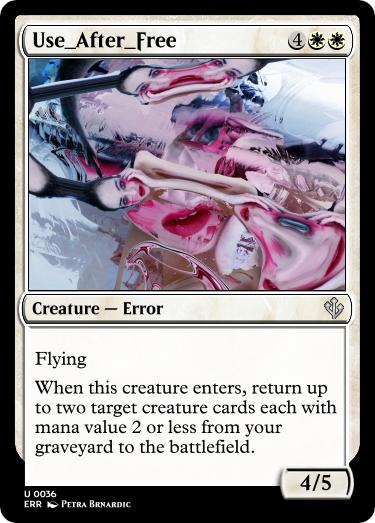 Use_After_Free 4
Creature — Error
Flying
When this creature enters, return up
to two target creature cards each with
mana value 2 or less from your
graveyard to the battlefield.
4/5
U 0036
ERR Petra Brnardic